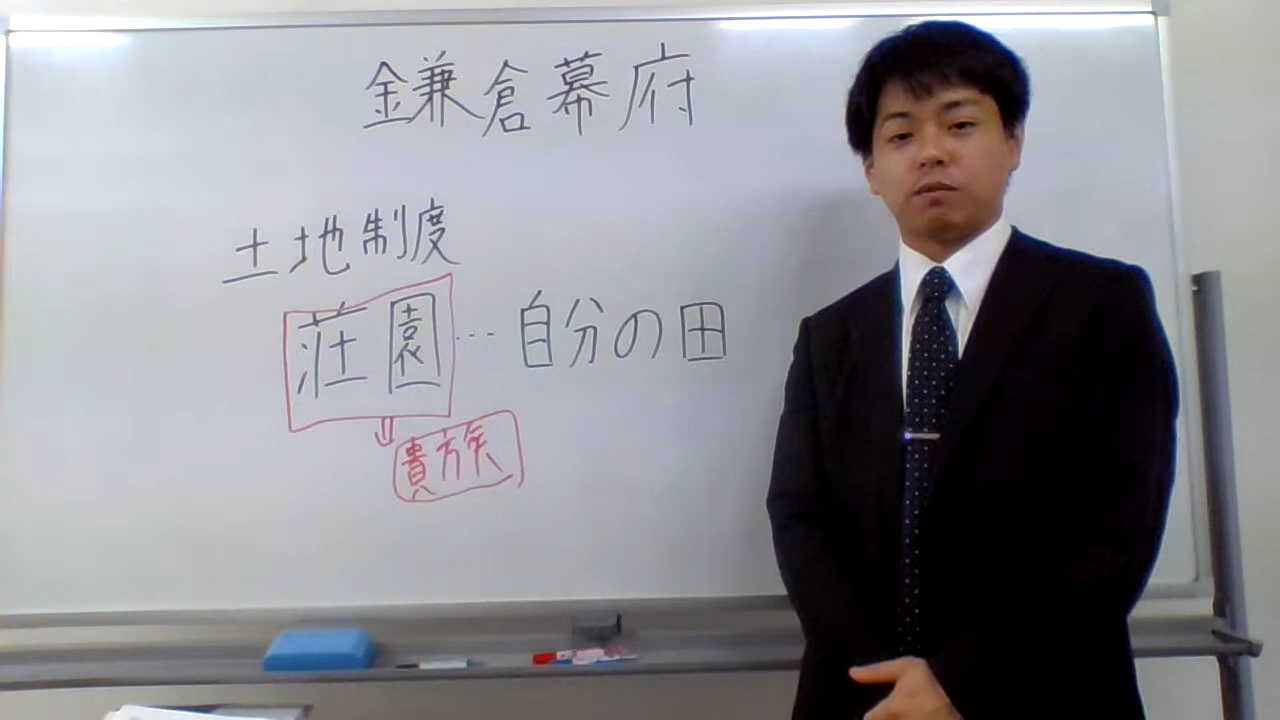 鎌倉幕府
土地制度
荘園…自分の田
貴族